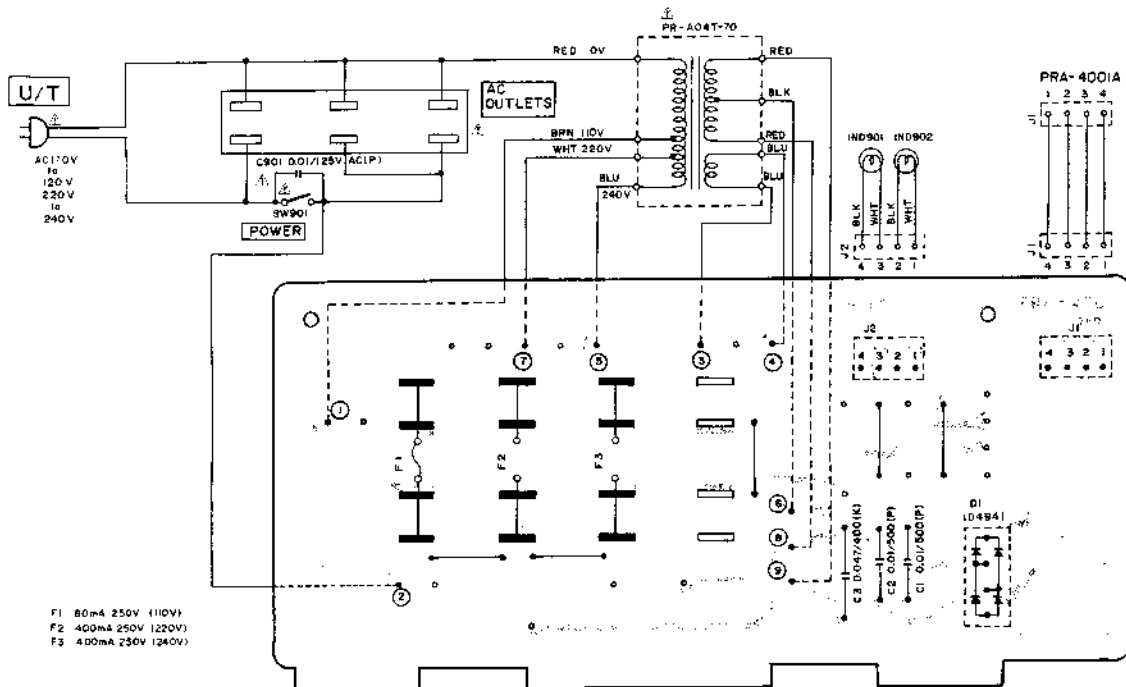 PR-A04T-70
RED 0V
RED
U/T
AC OUTLETS
BLK
PRA-4001A
1 2 3 4
J1
BRN 110V
WHT 220V
RED
BLU
IND901 IND902
AC110V
to
120V
220V
to
240V
C901 0.01/125V AC(P)
BLU
240V
BLU
SW901
POWER
BLK
WHT
BLK
WHT
J2
4 3 2 1
J1
4 3 2 1
J2
4 3 2 1
J1
4 3 2 1
7
5
3
4
1
F1
F2
F3
6
8
9
2
C3 0.047/400(K)
C2 0.01/500(P)
C1 0.01/500(P)
D1
(D4B4)
F1 80mA 250V (110V)
F2 400mA 250V (220V)
F3 400mA 250V (240V)